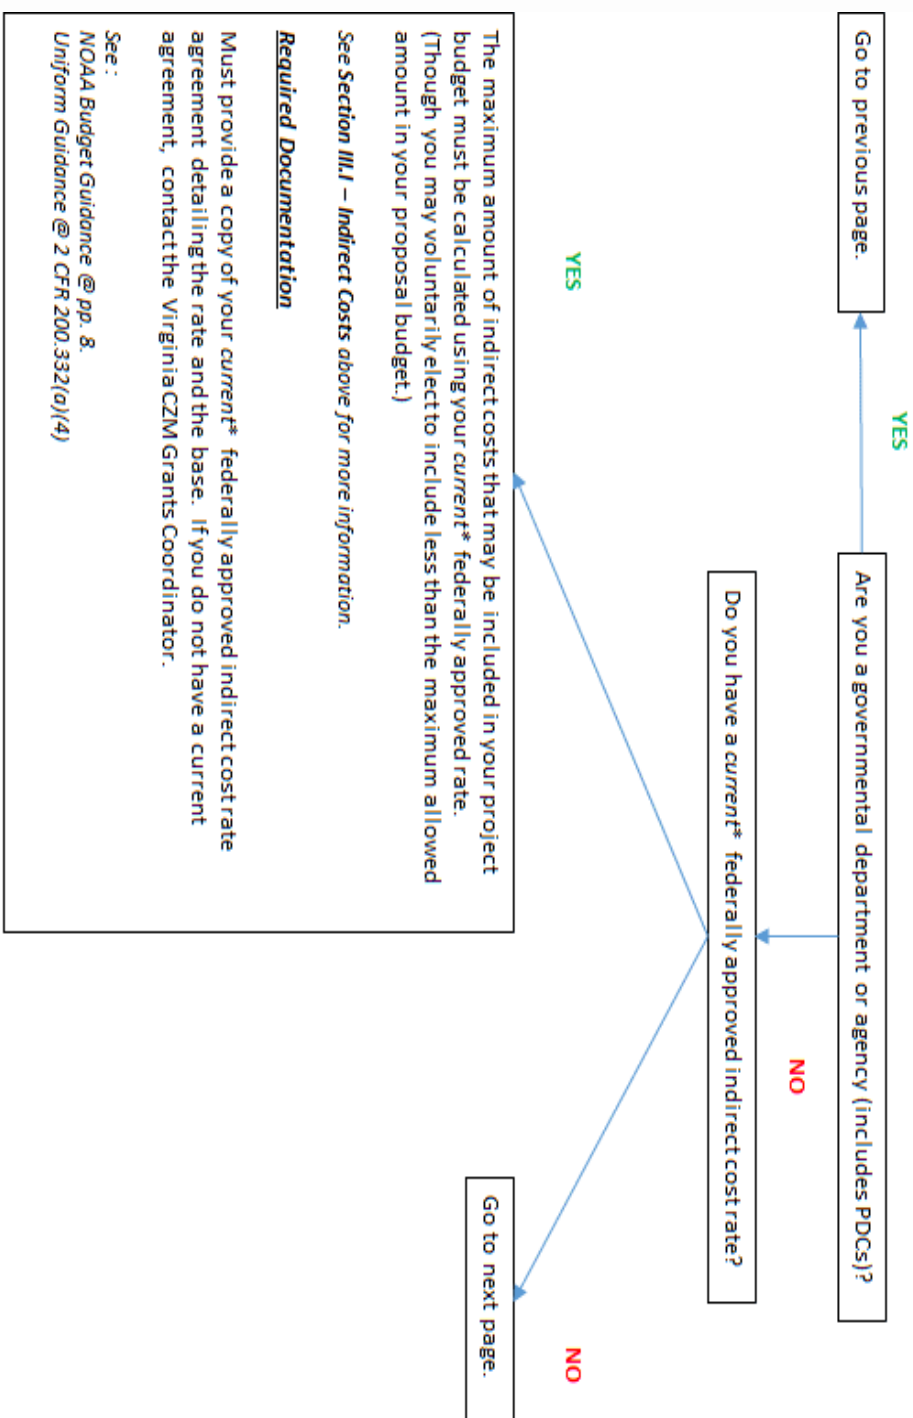 YES
Go to previous page.
Are you a governmental department or agency (includes PDCs)?
NO
Do you have a current* federally approved indirect cost rate?
YES
NO
The maximum amount of indirect costs that may be included in your project
budget must be calculated using your current* federally approved rate.
(Though you may voluntarily elect to include less than the maximum allowed
amount in your proposal budget.)
See Section III.I – Indirect Costs above for more information.
Required Documentation
Must provide a copy of your current* federally approved indirect cost rate
agreement detailing the rate and the base. If you do not have a current
agreement, contact the Virginia CZM Grants Coordinator.
See :
NOAA Budget Guidance @ pp. 8.
Uniform Guidance @ 2 CFR 200.332(a)(4)
Go to next page.